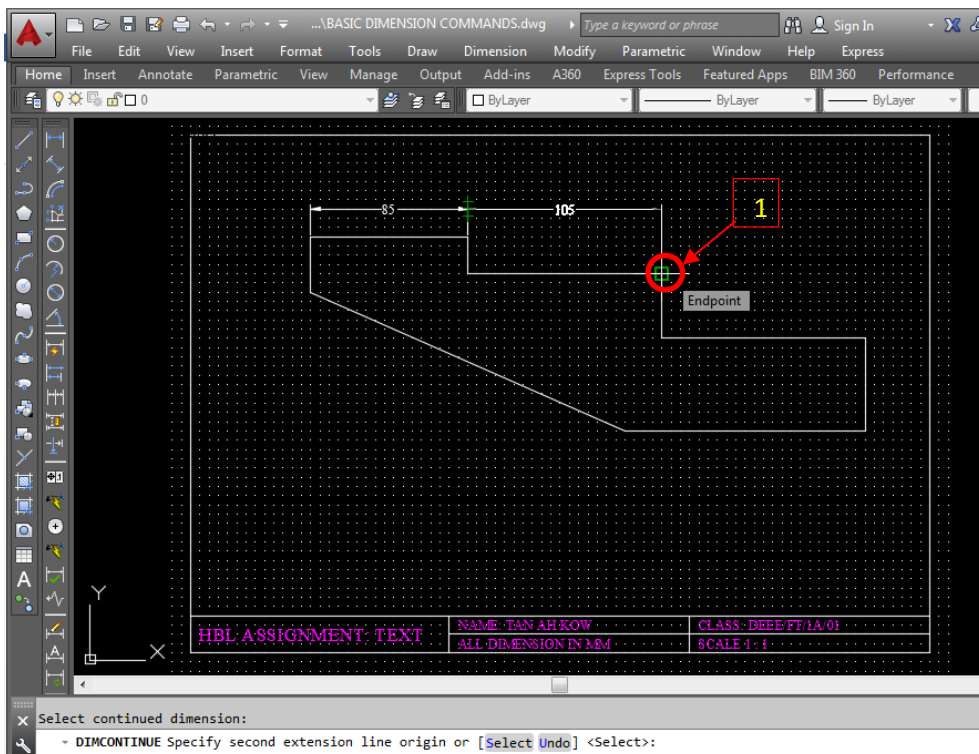 ...\BASIC DIMENSION COMMANDS.dwg Type a keyword or phrase Sign In
File Edit View Insert Format Tools Draw Dimension Modify Parametric Window Help Express
Home Insert Annotate Parametric View Manage Output Add-ins A360 Express Tools Featured Apps BIM 360 Performance
0 ByLayer ByLayer ByLayer
85 105 1
Endpoint
Y
X
HBL ASSIGNMENT: TEXT
NAME: TAN AH KOW CLASS: DEEE/FT/1A/01
ALL DIMENSION IN MM SCALE 1 : 1
Select continued dimension:
DIMCONTINUE Specify second extension line origin or [Select Undo] <Select>: